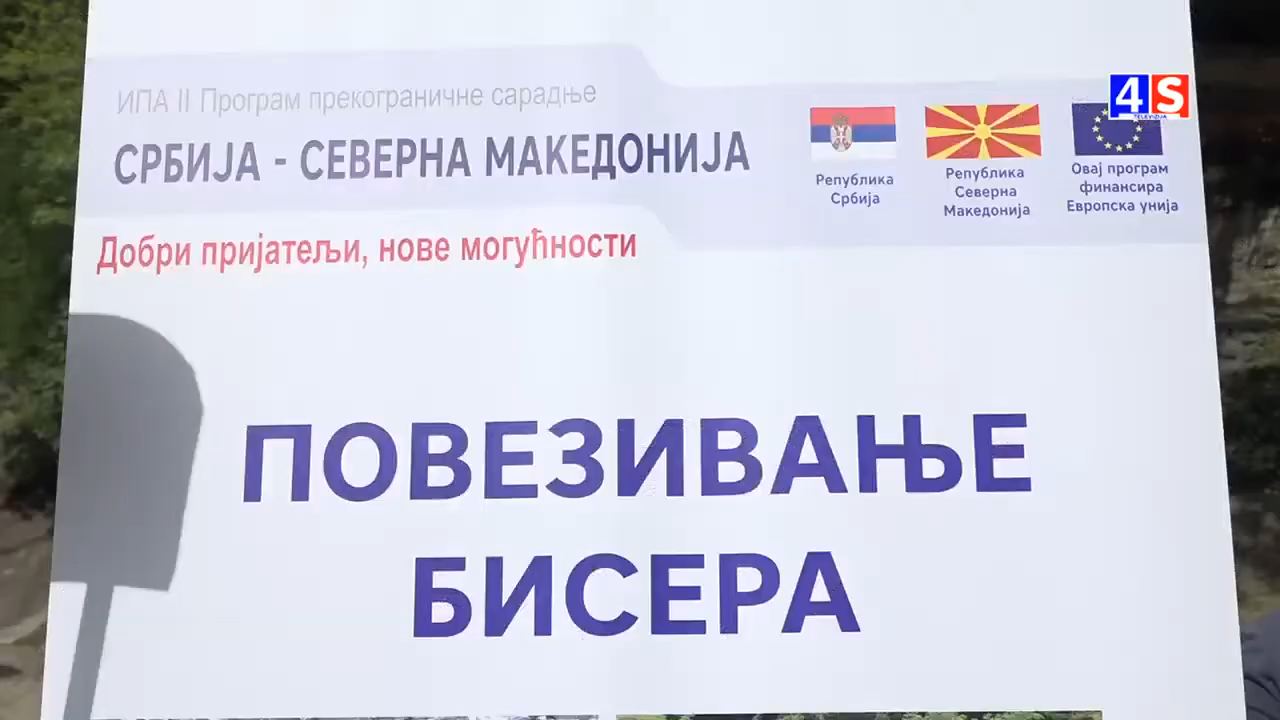 ИПА II Програм прекограничне сарадње
СРБИЈА - СЕВЕРНА МАКЕДОНИЈА
Добри пријатељи, нове могућности
Република
Србија
Република
Северна
Македонија
Овај програм
финансира
Европска унија
4S
TELEVIZIJA
ПОВЕЗИВАЊЕ
БИСЕРА